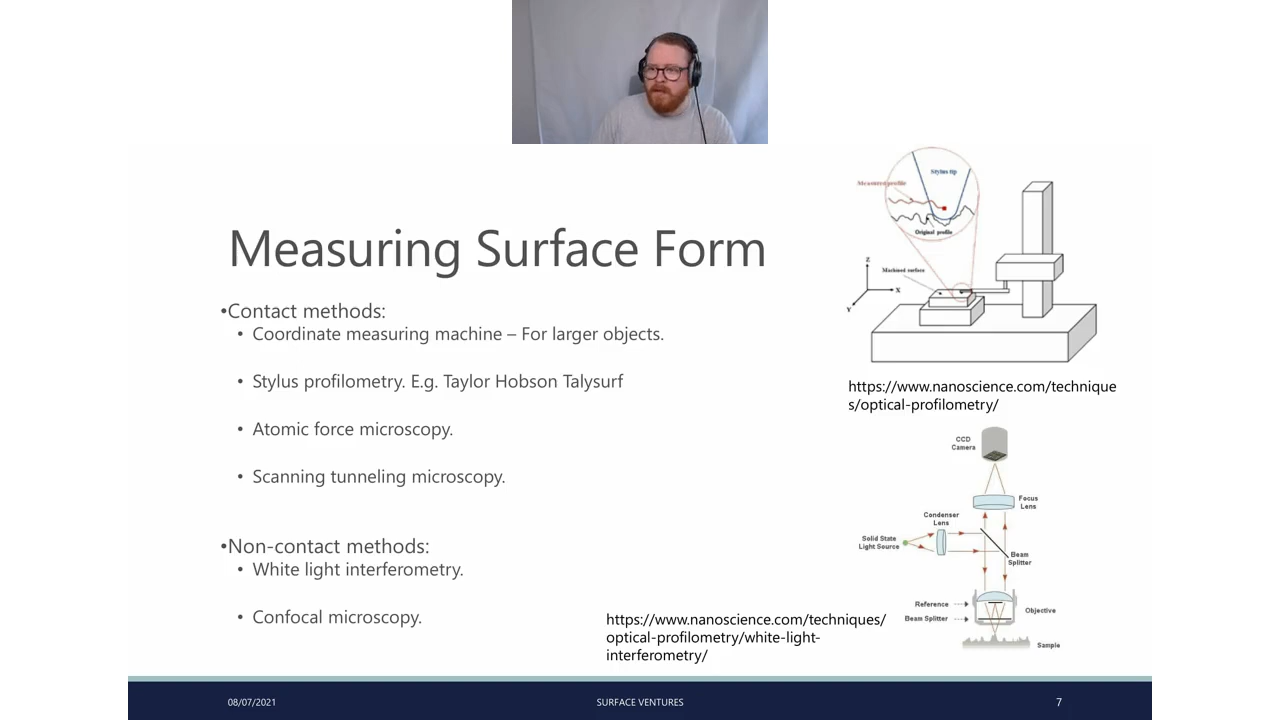 Stylus tip
Measured profile
Original profile
Z
Machined surface
X
Y
Measuring Surface Form
•Contact methods:
• Coordinate measuring machine – For larger objects.
• Stylus profilometry. E.g. Taylor Hobson Talysurf
• Atomic force microscopy.
• Scanning tunneling microscopy.
•Non-contact methods:
• White light interferometry.
• Confocal microscopy.
https://www.nanoscience.com/technique
s/optical-profilometry/
CCD
Camera
Focus
Lens
Condenser
Lens
Solid State
Light Source
Beam
Splitter
Reference
Objective
Beam Splitter
Sample
https://www.nanoscience.com/techniques/
optical-profilometry/white-light-
interferometry/
08/07/2021
SURFACE VENTURES
7